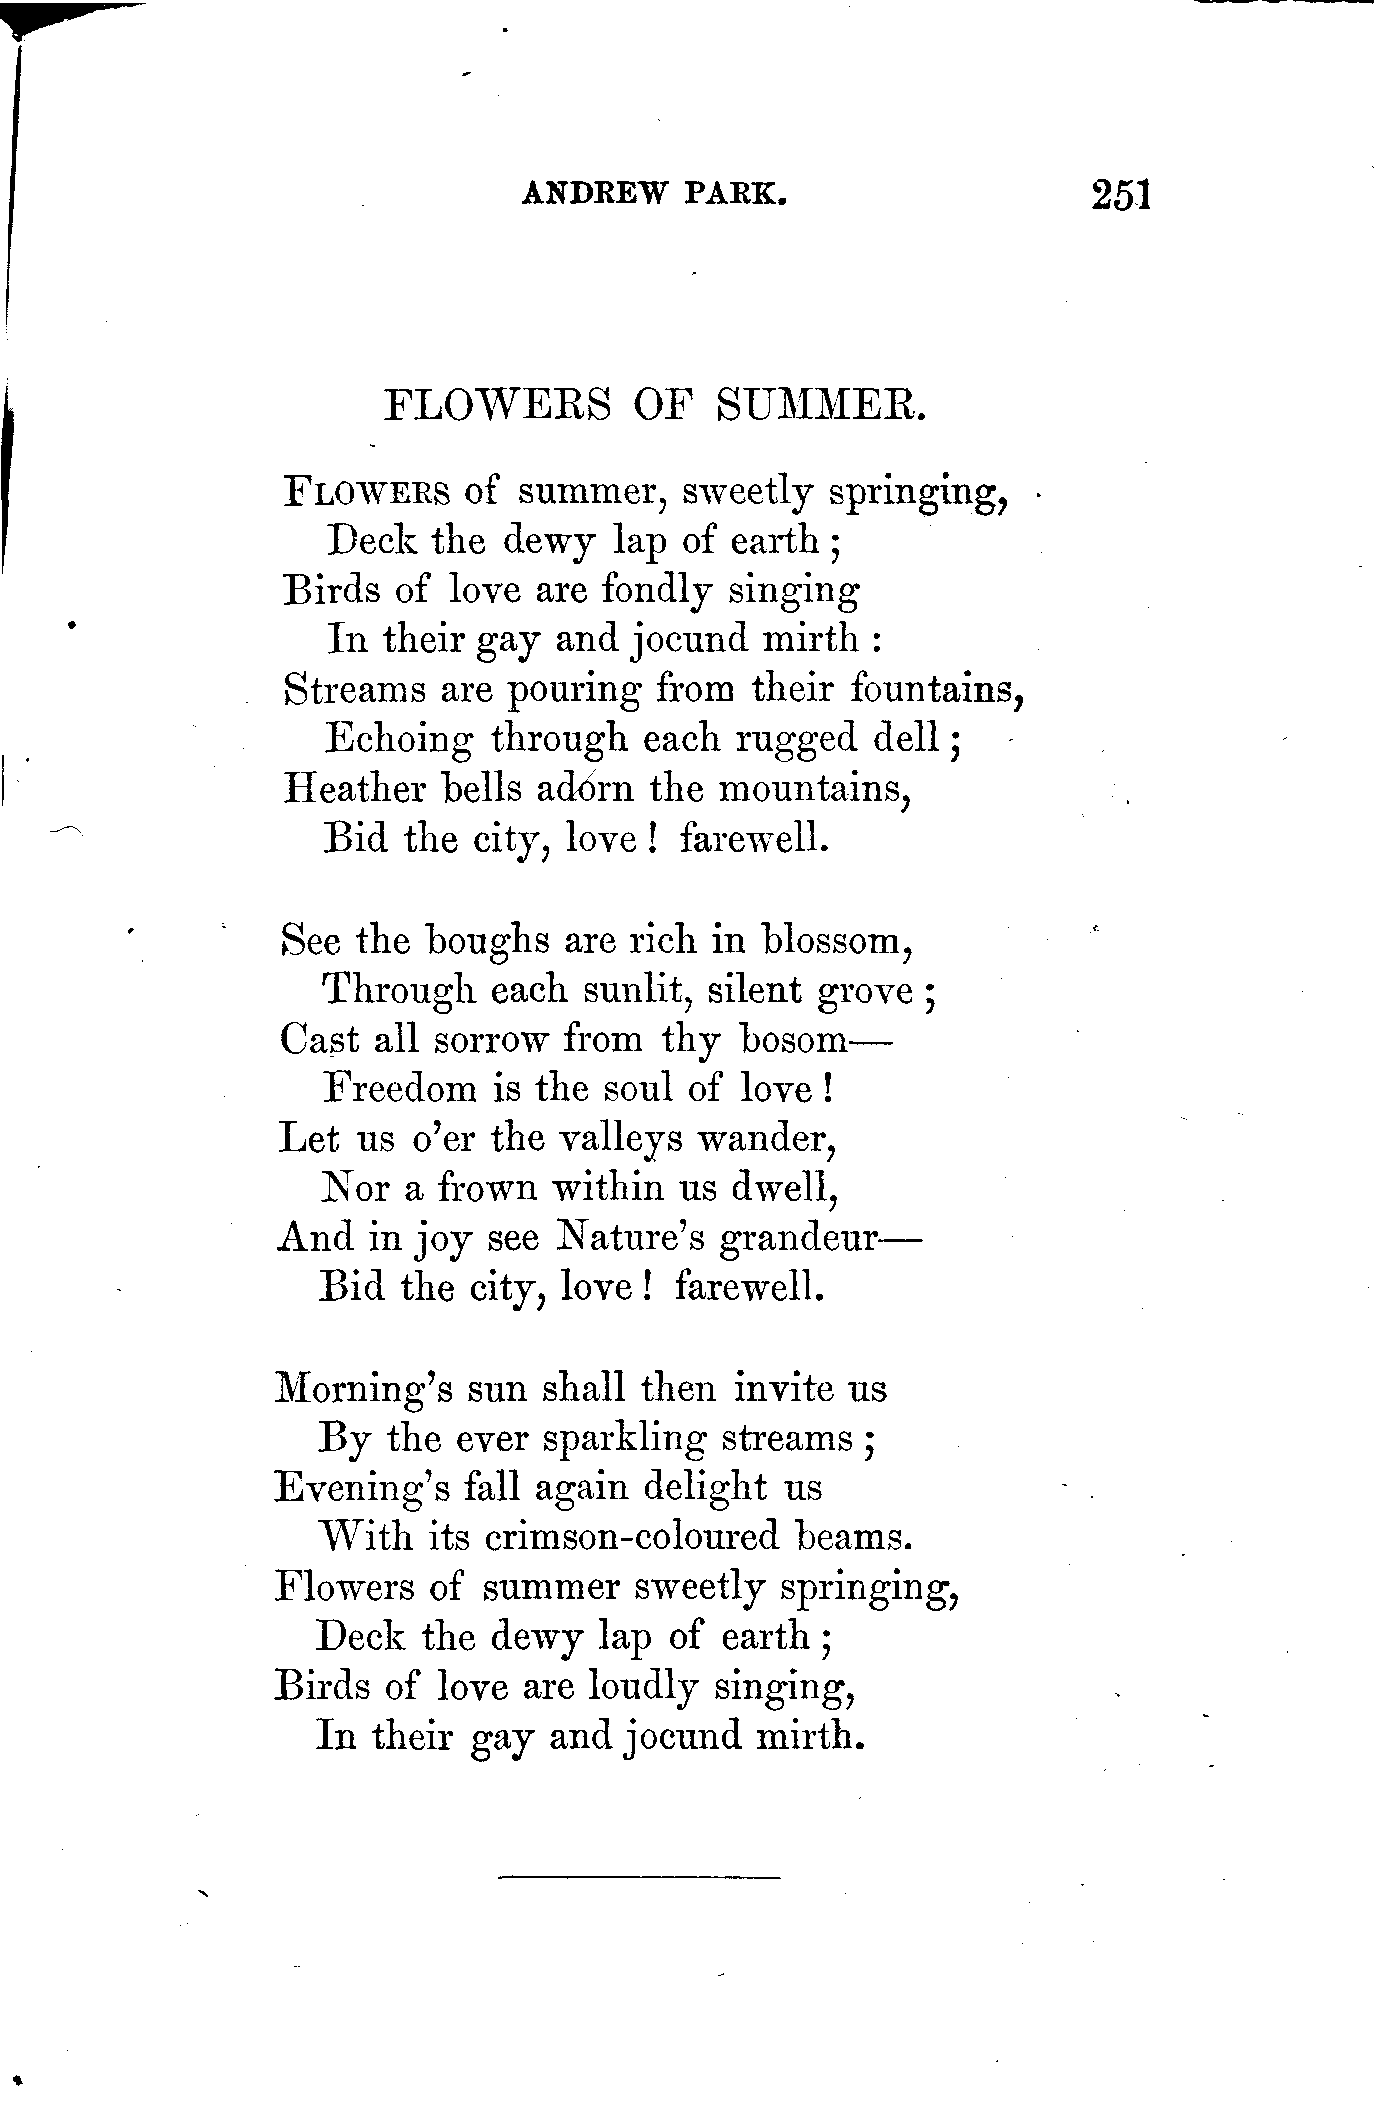 ANDREW PARK. 251
FLOWERS OF SUMMER.
FLOWERS of summer, sweetly springing,
Deck the dewy lap of earth;
Birds of love are fondly singing
In their gay and jocund mirth:
Streams are pouring from their fountains,
Echoing through each rugged dell;
Heather bells adorn the mountains,
Bid the city, love! farewell.
See the boughs are rich in blossom,
Through each sunlit, silent grove;
Cast all sorrow from thy bosom—
Freedom is the soul of love!
Let us o'er the valleys wander,
Nor a frown within us dwell,
And in joy see Nature's grandeur—
Bid the city, love! farewell.
Morning's sun shall then invite us
By the ever sparkling streams;
Evening's fall again delight us
With its crimson-coloured beams.
Flowers of summer sweetly springing,
Deck the dewy lap of earth;
Birds of love are loudly singing,
In their gay and jocund mirth.